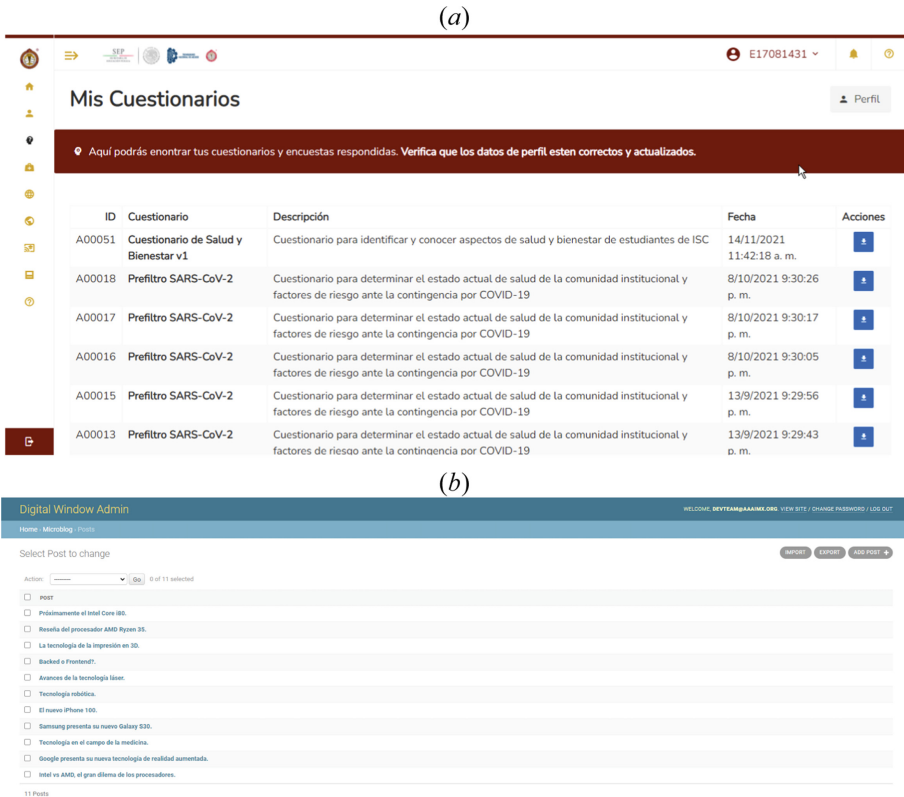 (a)
SEP
E17081431
Mis Cuestionarios
Perfil
Aquí podrás enontrar tus cuestionarios y encuestas respondidas. Verifica que los datos de perfil esten correctos y actualizados.
ID Cuestionario Descripción Fecha Acciones
A00051 Cuestionario de Salud y Cuestionario para identificar y conocer aspectos de salud y bienestar de estudiantes de ISC 14/11/2021
Bienestar v1 11:42:18 a. m.
A00018 Prefiltro SARS-CoV-2 Cuestionario para determinar el estado actual de salud de la comunidad institucional y 8/10/2021 9:30:26
factores de riesgo ante la contingencia por COVID-19 p. m.
A00017 Prefiltro SARS-CoV-2 Cuestionario para determinar el estado actual de salud de la comunidad institucional y 8/10/2021 9:30:17
factores de riesgo ante la contingencia por COVID-19 p. m.
A00016 Prefiltro SARS-CoV-2 Cuestionario para determinar el estado actual de salud de la comunidad institucional y 8/10/2021 9:30:05
factores de riesgo ante la contingencia por COVID-19 p. m.
A00015 Prefiltro SARS-CoV-2 Cuestionario para determinar el estado actual de salud de la comunidad institucional y 13/9/2021 9:29:56
factores de riesgo ante la contingencia por COVID-19 p. m.
A00013 Prefiltro SARS-CoV-2 Cuestionario para determinar el estado actual de salud de la comunidad institucional y 13/9/2021 9:29:43
factores de riesgo ante la contingencia por COVID-19 p. m.
(b)
Digital Window Admin
WELCOME, DEVTEAM@AAAIMX.ORG. VIEW SITE / CHANGE PASSWORD / LOG OUT
Home › Microblog › Posts
Select Post to change
IMPORT EXPORT ADD POST +
Action: -------- Go 0 of 11 selected
POST
Próximamente el Intel Core i80.
Reseña del procesador AMD Ryzen 35.
La tecnología de la impresión en 3D.
Backed o Frontend?.
Avances de la tecnología láser.
Tecnología robótica.
El nuevo iPhone 100.
Samsung presenta su nuevo Galaxy S30.
Tecnología en el campo de la medicina.
Google presenta su nueva tecnología de realidad aumentada.
Intel vs AMD, el gran dilema de los procesadores.
11 Posts